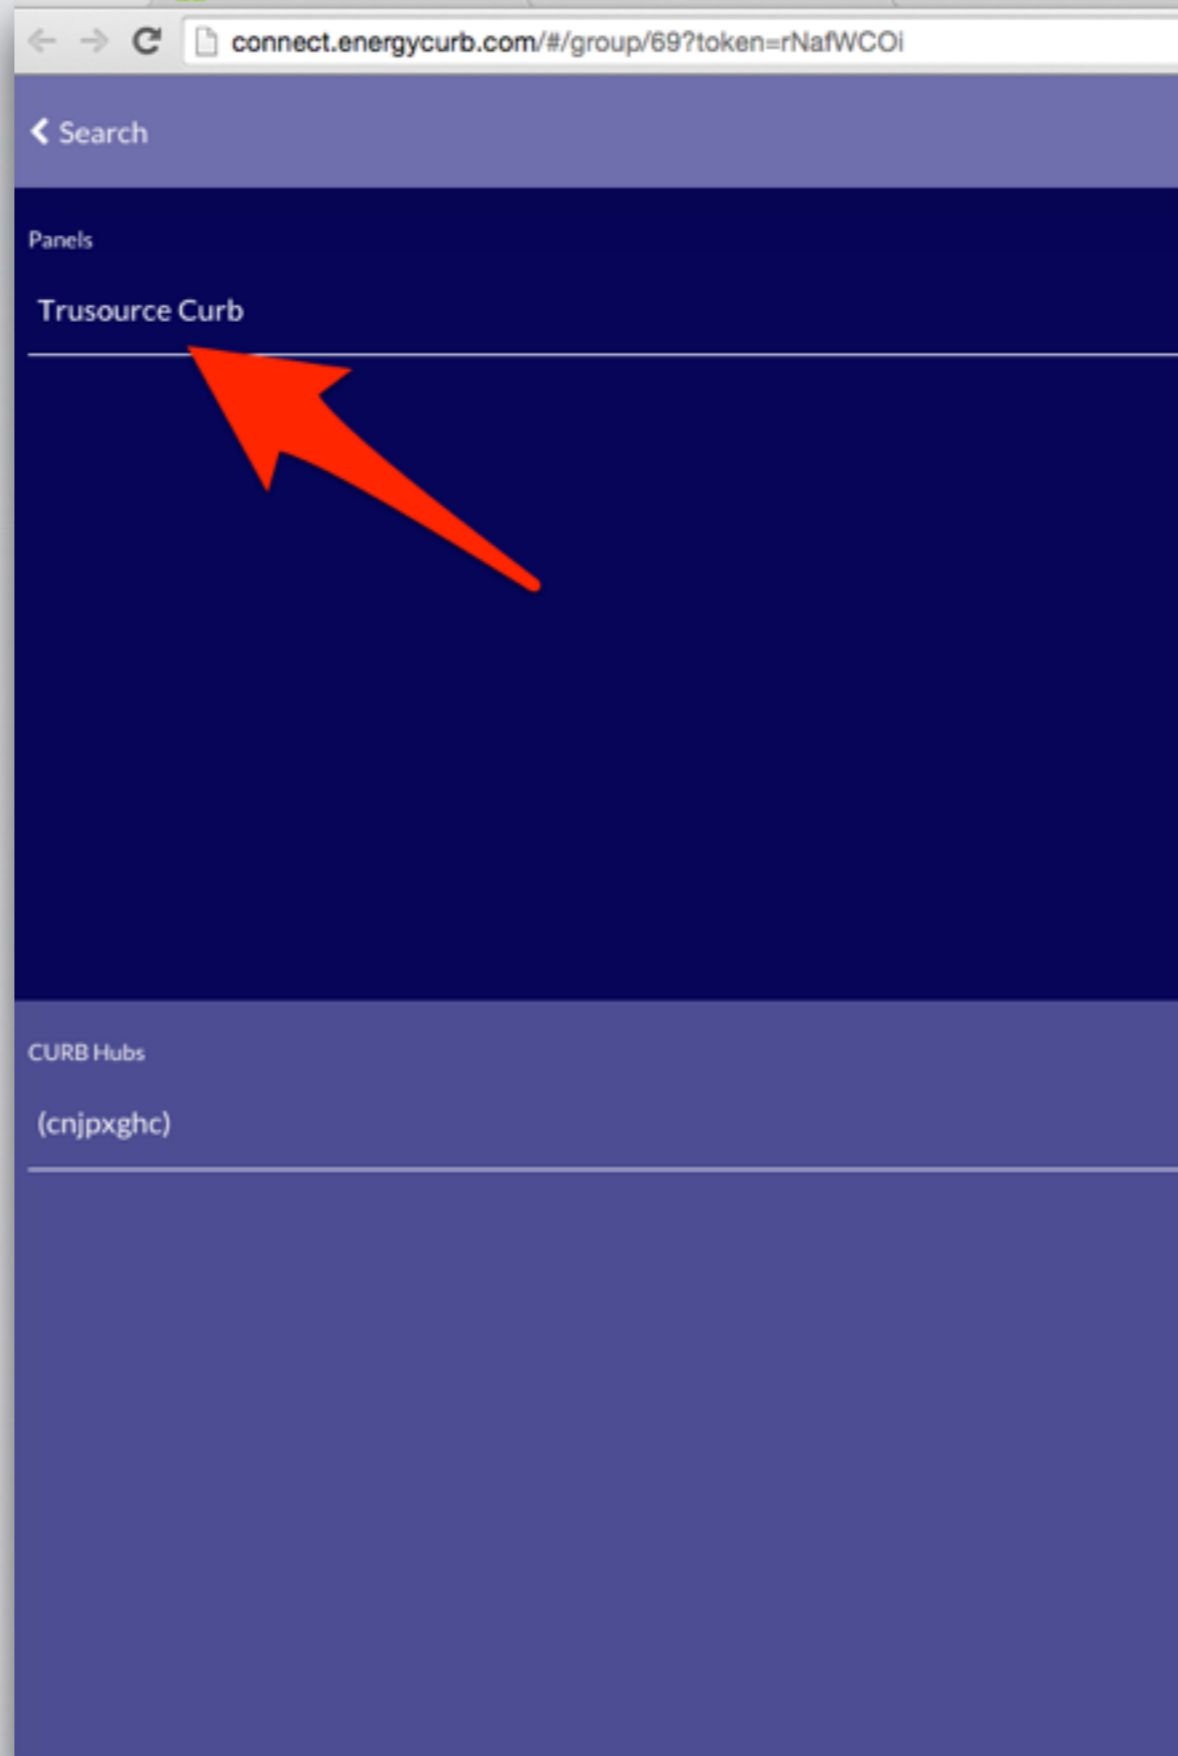 connect.energycurb.com/#/group/69?token=rNafWCOi
Search
Panels
Trusource Curb
CURB Hubs
(cnjpxghc)